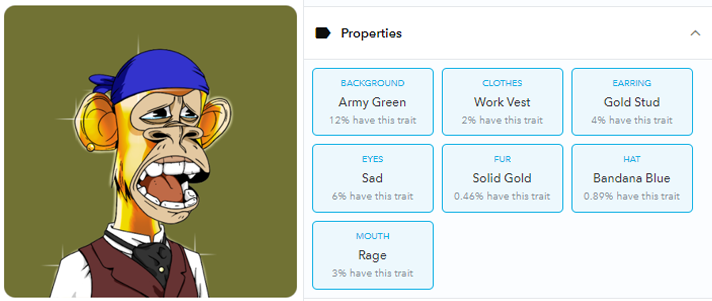 Properties
BACKGROUND
Army Green
12% have this trait
CLOTHES
Work Vest
2% have this trait
EARRING
Gold Stud
4% have this trait
EYES
Sad
6% have this trait
FUR
Solid Gold
0.46% have this trait
HAT
Bandana Blue
0.89% have this trait
MOUTH
Rage
3% have this trait